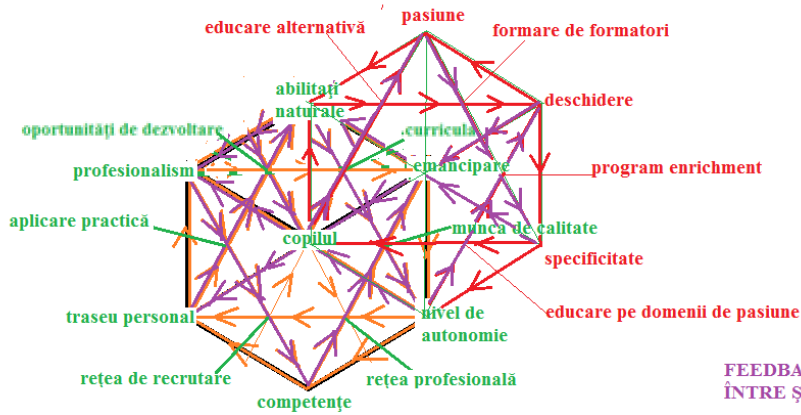 pasiune
educare alternativă
formare de formatori
abilitați
naturale
deschidere
oportunități de dezvoltare
curricula
profesionalism
emancipare
program enrichment
aplicare practică
copilul
munca de calitate
specificitate
traseu personal
nivel de
autonomie
educare pe domenii de pasiune
rețea de recrutare
rețea profesională
competențe
FEEDBA
ÎNTRE Ș